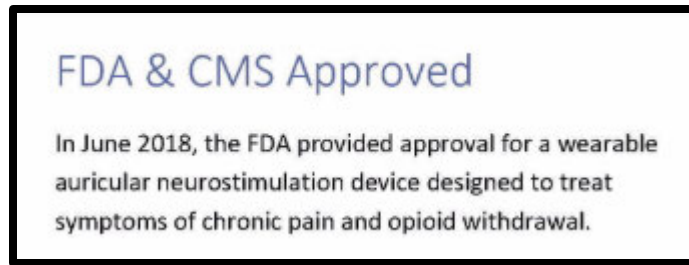 FDA & CMS Approved
In June 2018, the FDA provided approval for a wearable
auricular neurostimulation device designed to treat
symptoms of chronic pain and opioid withdrawal.